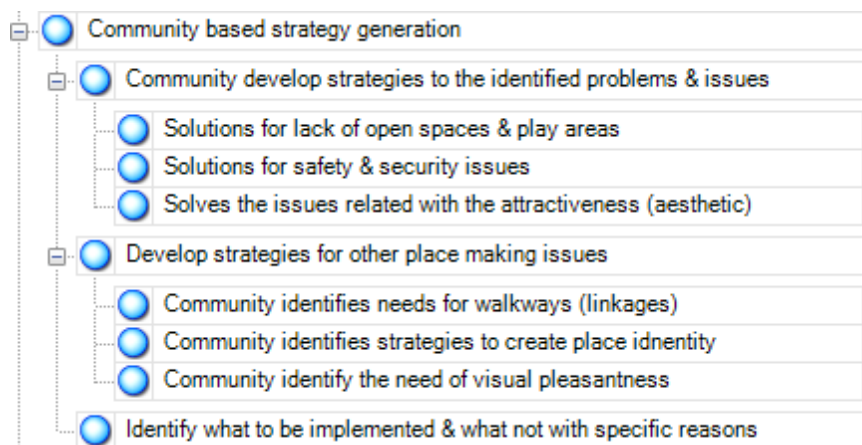 Community based strategy generation
Community develop strategies to the identified problems & issues
Solutions for lack of open spaces & play areas
Solutions for safety & security issues
Solves the issues related with the attractiveness (aesthetic)
Develop strategies for other place making issues
Community identifies needs for walkways (linkages)
Community identifies strategies to create place idnentity
Community identify the need of visual pleasantness
Identify what to be implemented & what not with specific reasons